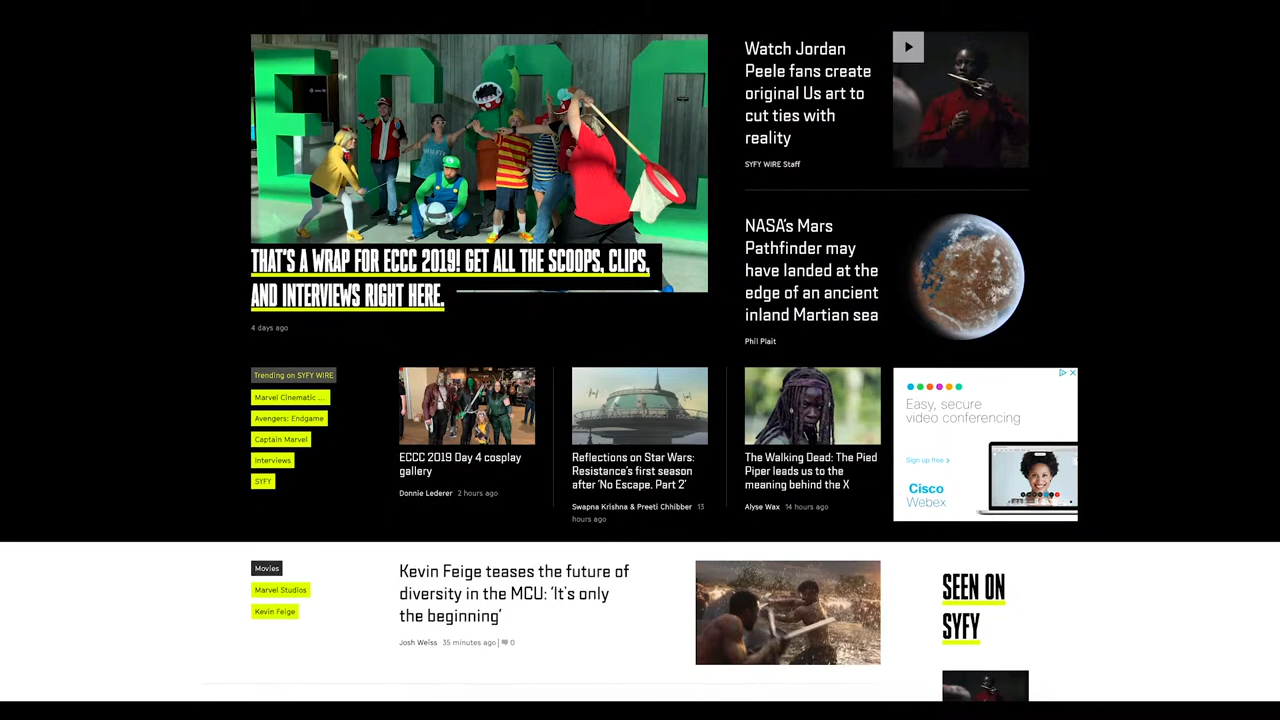 THAT'S A WRAP FOR ECCC 2019! GET ALL THE SCOOPS, CLIPS,
AND INTERVIEWS RIGHT HERE.
4 days ago
Watch Jordan
Peele fans create
original Us art to
cut ties with
reality
SYFY WIRE Staff
NASA's Mars
Pathfinder may
have landed at the
edge of an ancient
inland Martian sea
Phil Plait
Trending on SYFY WIRE
Marvel Cinematic ...
Avengers: Endgame
Captain Marvel
Interviews
SYFY
ECCC 2019 Day 4 cosplay
gallery
Donnie Lederer 2 hours ago
Reflections on Star Wars:
Resistance's first season
after 'No Escape, Part 2'
Swapna Krishna & Preeti Chhibber 13
hours ago
The Walking Dead: The Pied
Piper leads us to the
meaning behind the X
Alyse Wax 14 hours ago
Easy, secure
video conferencing
Sign up free >
Cisco
Webex
Movies
Marvel Studios
Kevin Feige
Kevin Feige teases the future of
diversity in the MCU: 'It's only
the beginning'
Josh Weiss 35 minutes ago | 0
SEEN ON
SYFY